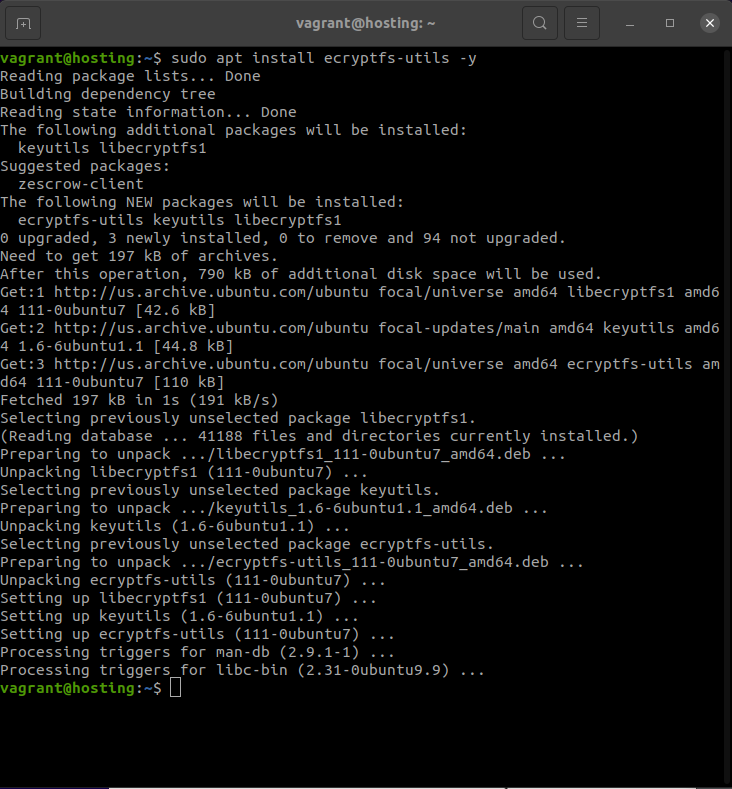 vagrant@hosting: ~
vagrant@hosting:~$ sudo apt install ecryptfs-utils -y
Reading package lists... Done
Building dependency tree
Reading state information... Done
The following additional packages will be installed:
  keyutils libecryptfs1
Suggested packages:
  zescrow-client
The following NEW packages will be installed:
  ecryptfs-utils keyutils libecryptfs1
0 upgraded, 3 newly installed, 0 to remove and 94 not upgraded.
Need to get 197 kB of archives.
After this operation, 790 kB of additional disk space will be used.
Get:1 http://us.archive.ubuntu.com/ubuntu focal/universe amd64 libecryptfs1 amd6
4 111-0ubuntu7 [42.6 kB]
Get:2 http://us.archive.ubuntu.com/ubuntu focal-updates/main amd64 keyutils amd6
4 1.6-6ubuntu1.1 [44.8 kB]
Get:3 http://us.archive.ubuntu.com/ubuntu focal/universe amd64 ecryptfs-utils am
d64 111-0ubuntu7 [110 kB]
Fetched 197 kB in 1s (191 kB/s)
Selecting previously unselected package libecryptfs1.
(Reading database ... 41188 files and directories currently installed.)
Preparing to unpack .../libecryptfs1_111-0ubuntu7_amd64.deb ...
Unpacking libecryptfs1 (111-0ubuntu7) ...
Selecting previously unselected package keyutils.
Preparing to unpack .../keyutils_1.6-6ubuntu1.1_amd64.deb ...
Unpacking keyutils (1.6-6ubuntu1.1) ...
Selecting previously unselected package ecryptfs-utils.
Preparing to unpack .../ecryptfs-utils_111-0ubuntu7_amd64.deb ...
Unpacking ecryptfs-utils (111-0ubuntu7) ...
Setting up libecryptfs1 (111-0ubuntu7) ...
Setting up keyutils (1.6-6ubuntu1.1) ...
Setting up ecryptfs-utils (111-0ubuntu7) ...
Processing triggers for man-db (2.9.1-1) ...
Processing triggers for libc-bin (2.31-0ubuntu9.9) ...
vagrant@hosting:~$